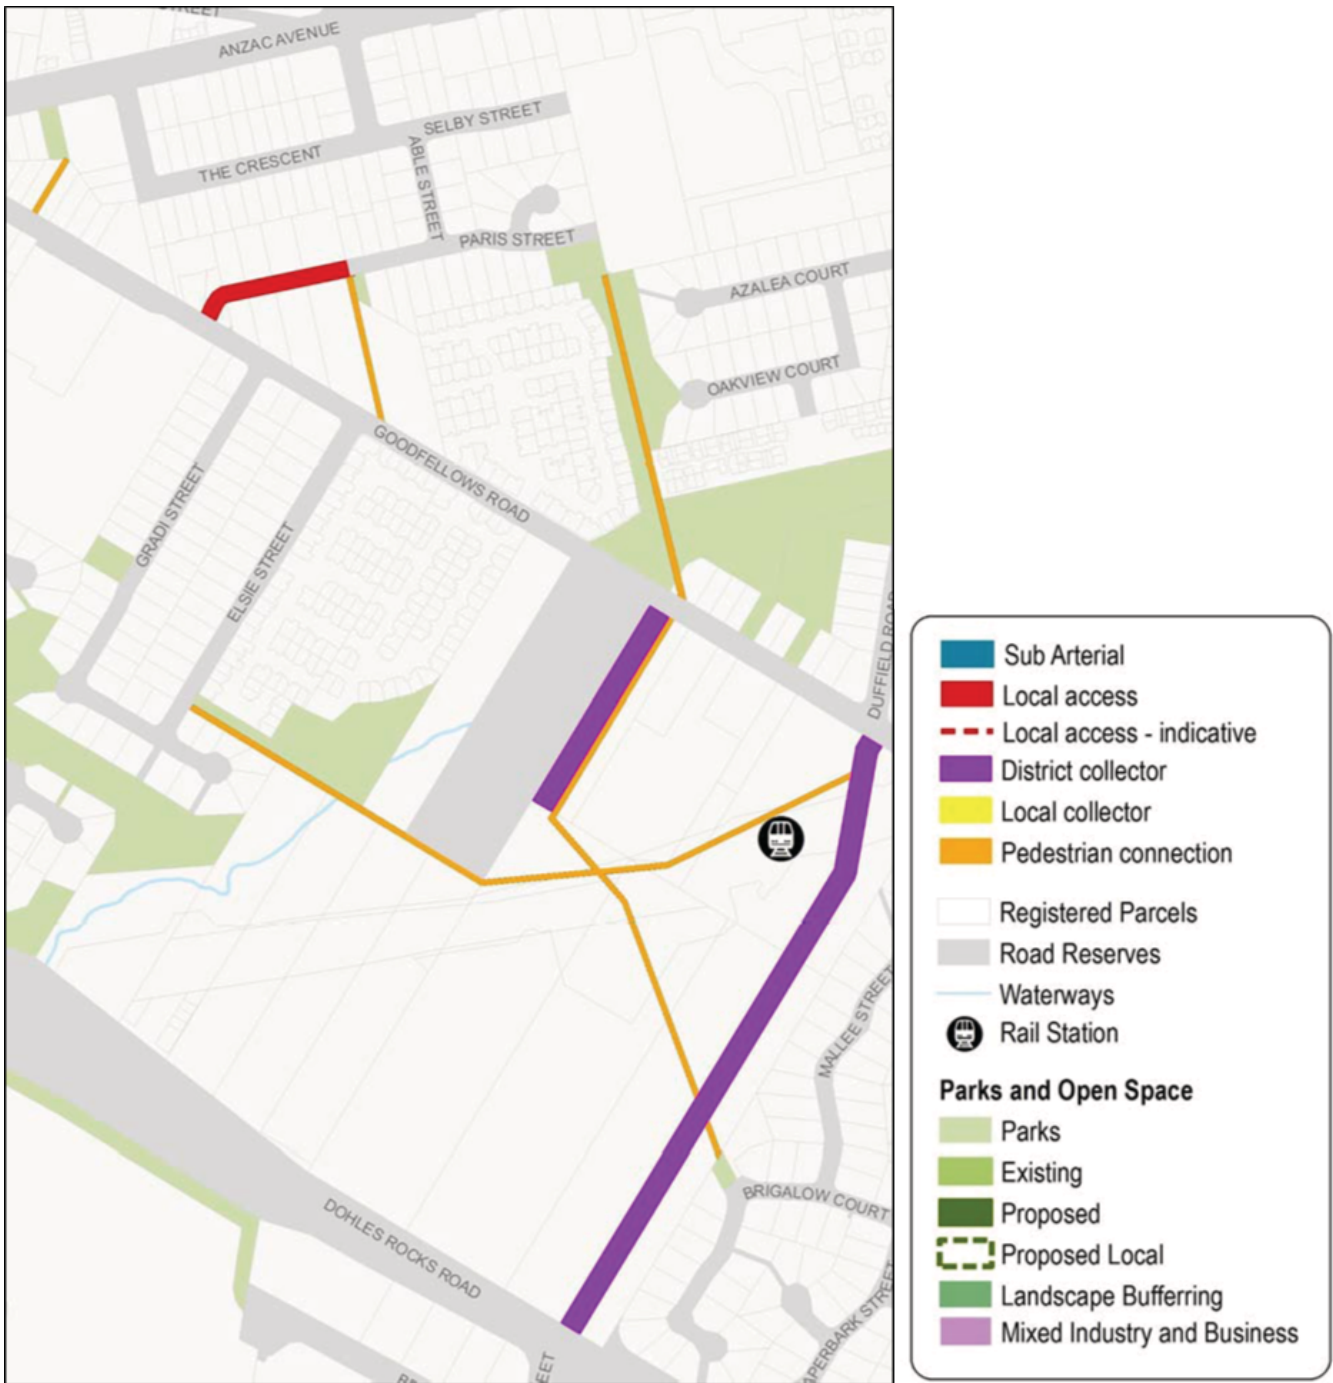 ANZAC AVENUE
SELBY STREET
THE CRESCENT
ABLE STREET
PARIS STREET
AZALEA COURT
OAKVIEW COURT
GOODFELLOWS ROAD
GRADI STREET
ELSIE STREET
DUFFIELD ROAD
MALLEE STREET
BRIGALOW COURT
DOHLES ROCKS ROAD
Sub Arterial
Local access
Local access - indicative
District collector
Local collector
Pedestrian connection
Registered Parcels
Road Reserves
Waterways
Rail Station
Parks and Open Space
Parks
Existing
Proposed
Proposed Local
Landscape Bufferring
Mixed Industry and Business